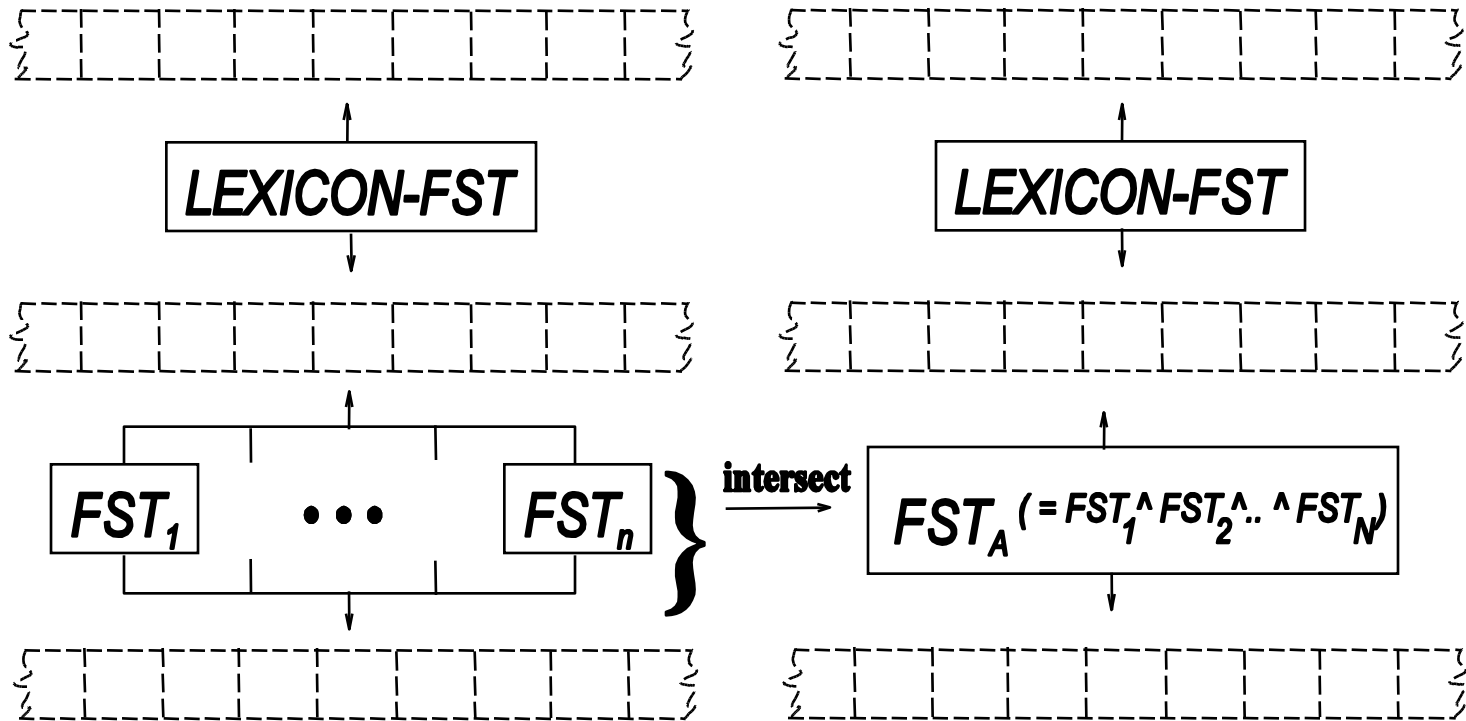 LEXICON-FST
LEXICON-FST
FST1
FSTn
intersect
FSTA ( = FST1 ^ FST2 ^.. ^ FSTN)